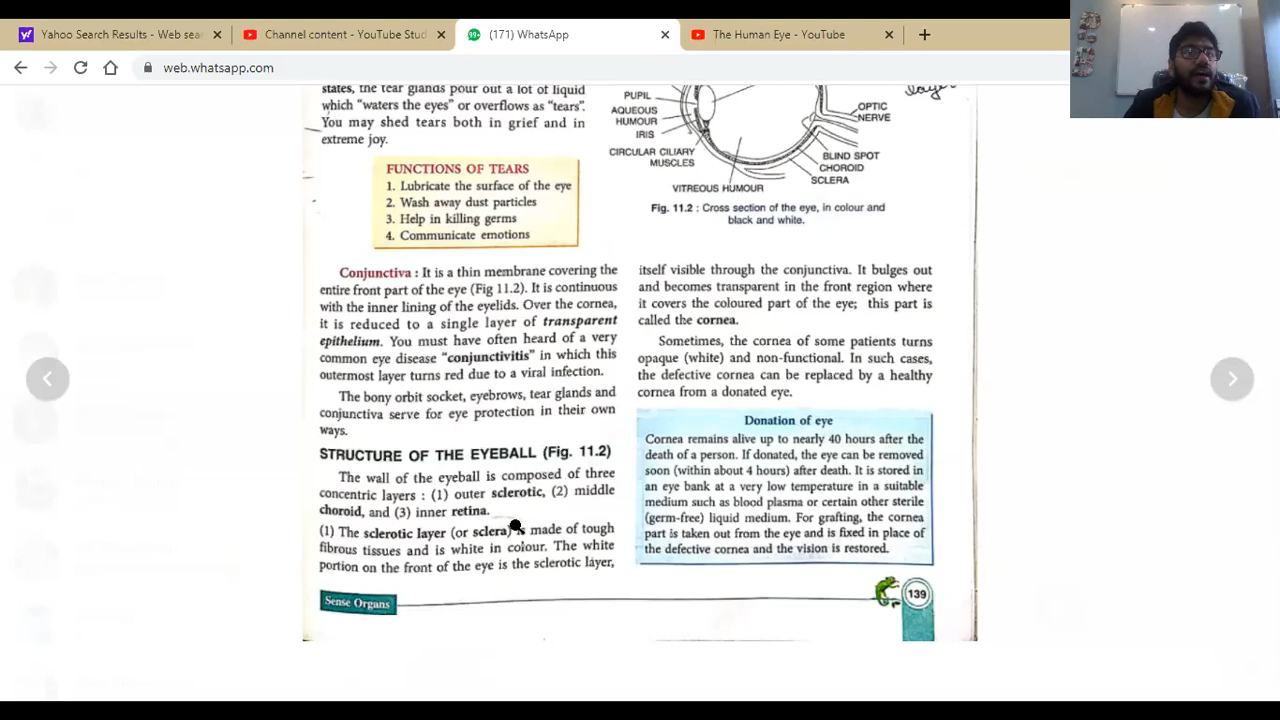 Yahoo Search Results - Web sea
Channel content - YouTube Stud
99+
(171) WhatsApp
The Human Eye - YouTube
web.whatsapp.com
states, the tear glands pour out a lot of liquid
which "waters the eyes" or overflows as "tears".
You may shed tears both in grief and in
extreme joy.
FUNCTIONS OF TEARS
1. Lubricate the surface of the eye
2. Wash away dust particles
3. Help in killing germs
4. Communicate emotions
Conjunctiva : It is a thin membrane covering the
entire front part of the eye (Fig 11.2). It is continuous
with the inner lining of the eyelids. Over the cornea,
it is reduced to a single layer of transparent
epithelium. You must have often heard of a very
common eye disease "conjunctivitis" in which this
outermost layer turns red due to a viral infection.
The bony orbit socket, eyebrows, tear glands and
conjunctiva serve for eye protection in their own
ways.
STRUCTURE OF THE EYEBALL (Fig. 11.2)
The wall of the eyeball is composed of three
concentric layers : (1) outer sclerotic, (2) middle
choroid, and (3) inner retina.
(1) The sclerotic layer (or sclera) is made of tough
fibrous tissues and is white in colour. The white
portion on the front of the eye is the sclerotic layer,
PUPIL
AQUEOUS
HUMOUR
IRIS
CIRCULAR CILIARY
MUSCLES
VITREOUS HUMOUR
layer
OPTIC
NERVE
BLIND SPOT
CHOROID
SCLERA
Fig. 11.2 : Cross section of the eye, in colour and
black and white.
itself visible through the conjunctiva. It bulges out
and becomes transparent in the front region where
it covers the coloured part of the eye; this part is
called the cornea.
Sometimes, the cornea of some patients turns
opaque (white) and non-functional. In such cases,
the defective cornea can be replaced by a healthy
cornea from a donated eye.
Donation of eye
Cornea remains alive up to nearly 40 hours after the
death of a person. If donated, the eye can be removed
soon (within about 4 hours) after death. It is stored in
an eye bank at a very low temperature in a suitable
medium such as blood plasma or certain other sterile
(germ-free) liquid medium. For grafting, the cornea
part is taken out from the eye and is fixed in place of
the defective cornea and the vision is restored.
Sense Organs
139